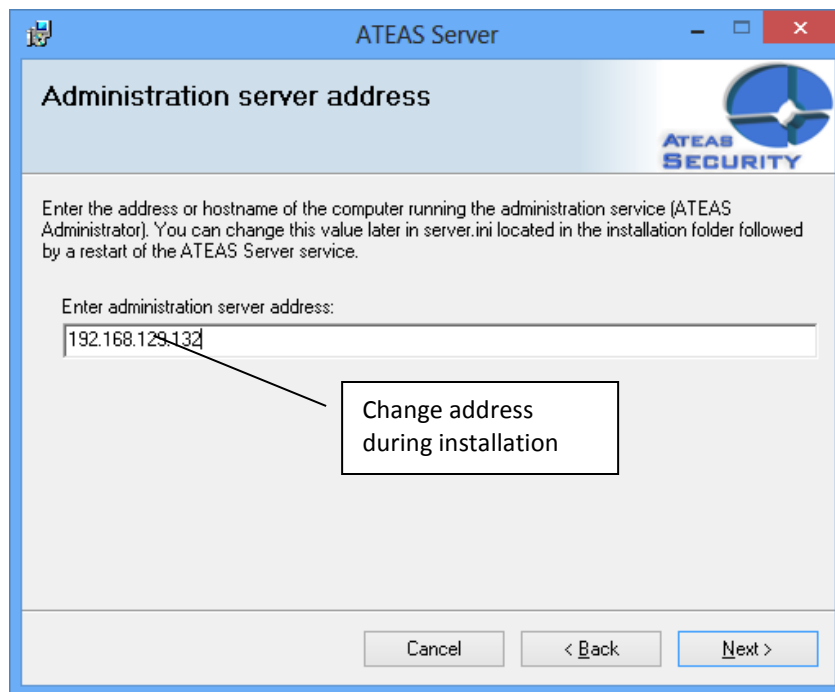 ATEAS Server
Administration server address
ATEAS
SECURITY
Enter the address or hostname of the computer running the administration service (ATEAS
Administrator). You can change this value later in server.ini located in the installation folder followed
by a restart of the ATEAS Server service.
Enter administration server address:
192.168.129.132
Change address
during installation
Cancel
< Back
Next >